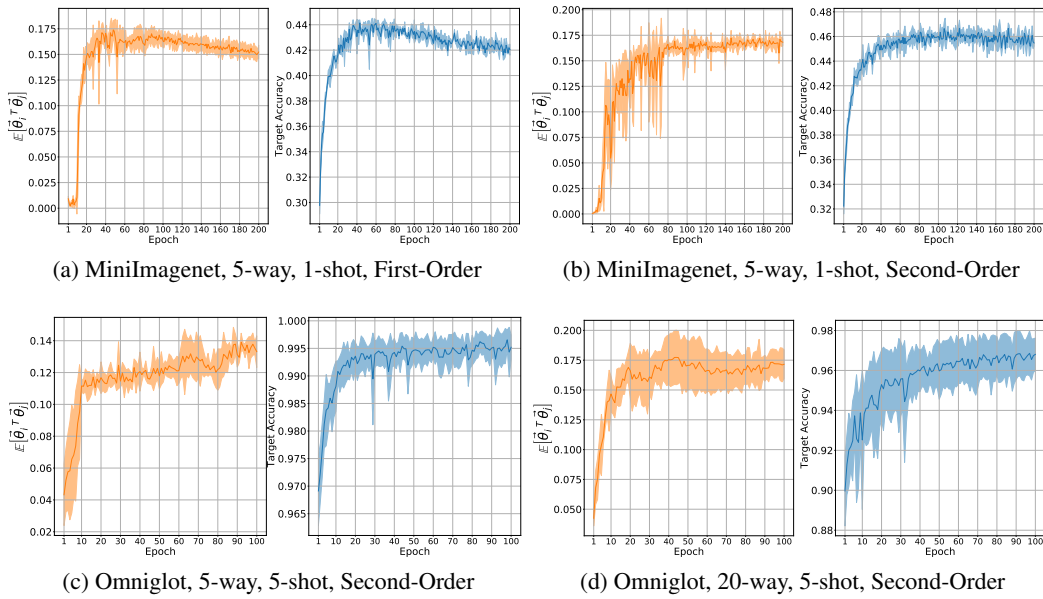 0.175
0.150
0.125
0.100
0.075
0.050
0.025
0.000
𝔼[θ⃗ᵢᵀ θ⃗ⱼ]
1 20 40 60 80 100 120 140 160 180 200
Epoch
0.44
0.42
0.40
0.38
0.36
0.34
0.32
0.30
Target Accuracy
1 20 40 60 80 100 120 140 160 180 200
Epoch
(a) MiniImagenet, 5-way, 1-shot, First-Order
0.200
0.175
0.150
0.125
0.100
0.075
0.050
0.025
0.000
𝔼[θ⃗ᵢᵀ θ⃗ⱼ]
1 20 40 60 80 100 120 140 160 180 200
Epoch
0.46
0.44
0.42
0.40
0.38
0.36
0.34
0.32
Target Accuracy
1 20 40 60 80 100 120 140 160 180 200
Epoch
(b) MiniImagenet, 5-way, 1-shot, Second-Order
0.14
0.12
0.10
0.08
0.06
0.04
0.02
𝔼[θ⃗ᵢᵀ θ⃗ⱼ]
1 10 20 30 40 50 60 70 80 90 100
Epoch
1.000
0.995
0.990
0.985
0.980
0.975
0.970
0.965
Target Accuracy
1 10 20 30 40 50 60 70 80 90 100
Epoch
(c) Omniglot, 5-way, 5-shot, Second-Order
0.200
0.175
0.150
0.125
0.100
0.075
0.050
𝔼[θ⃗ᵢᵀ θ⃗ⱼ]
1 10 20 30 40 50 60 70 80 90 100
Epoch
0.98
0.96
0.94
0.92
0.90
0.88
Target Accuracy
1 10 20 30 40 50 60 70 80 90 100
Epoch
(d) Omniglot, 20-way, 5-shot, Second-Order